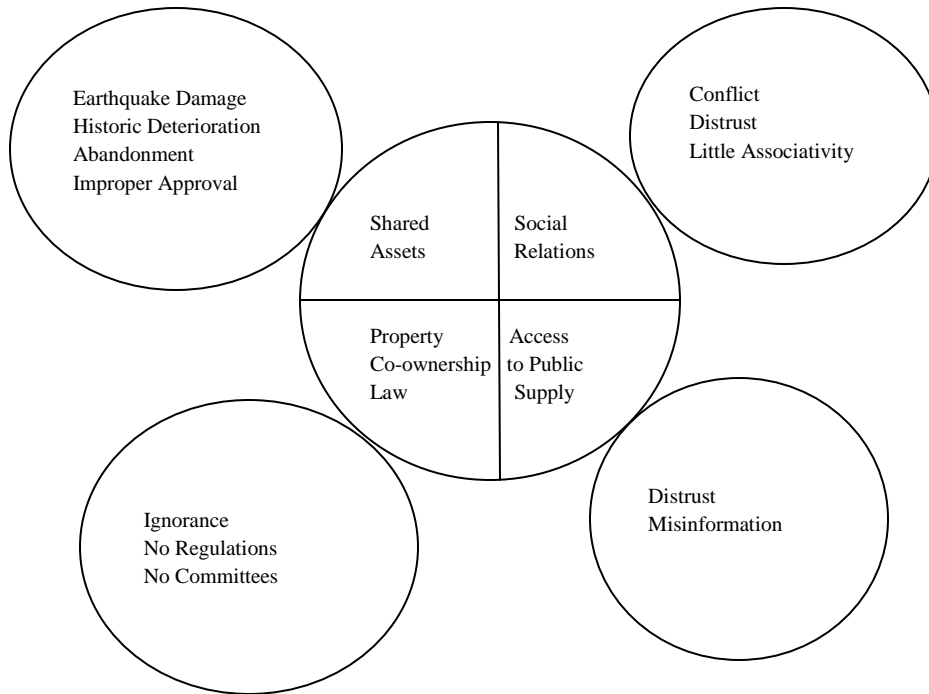 Earthquake Damage
Historic Deterioration
Abandonment
Improper Approval
Conflict
Distrust
Little Associativity
Shared
Assets
Social
Relations
Property
Co-ownership
Law
Access
to Public
Supply
Ignorance
No Regulations
No Committees
Distrust
Misinformation